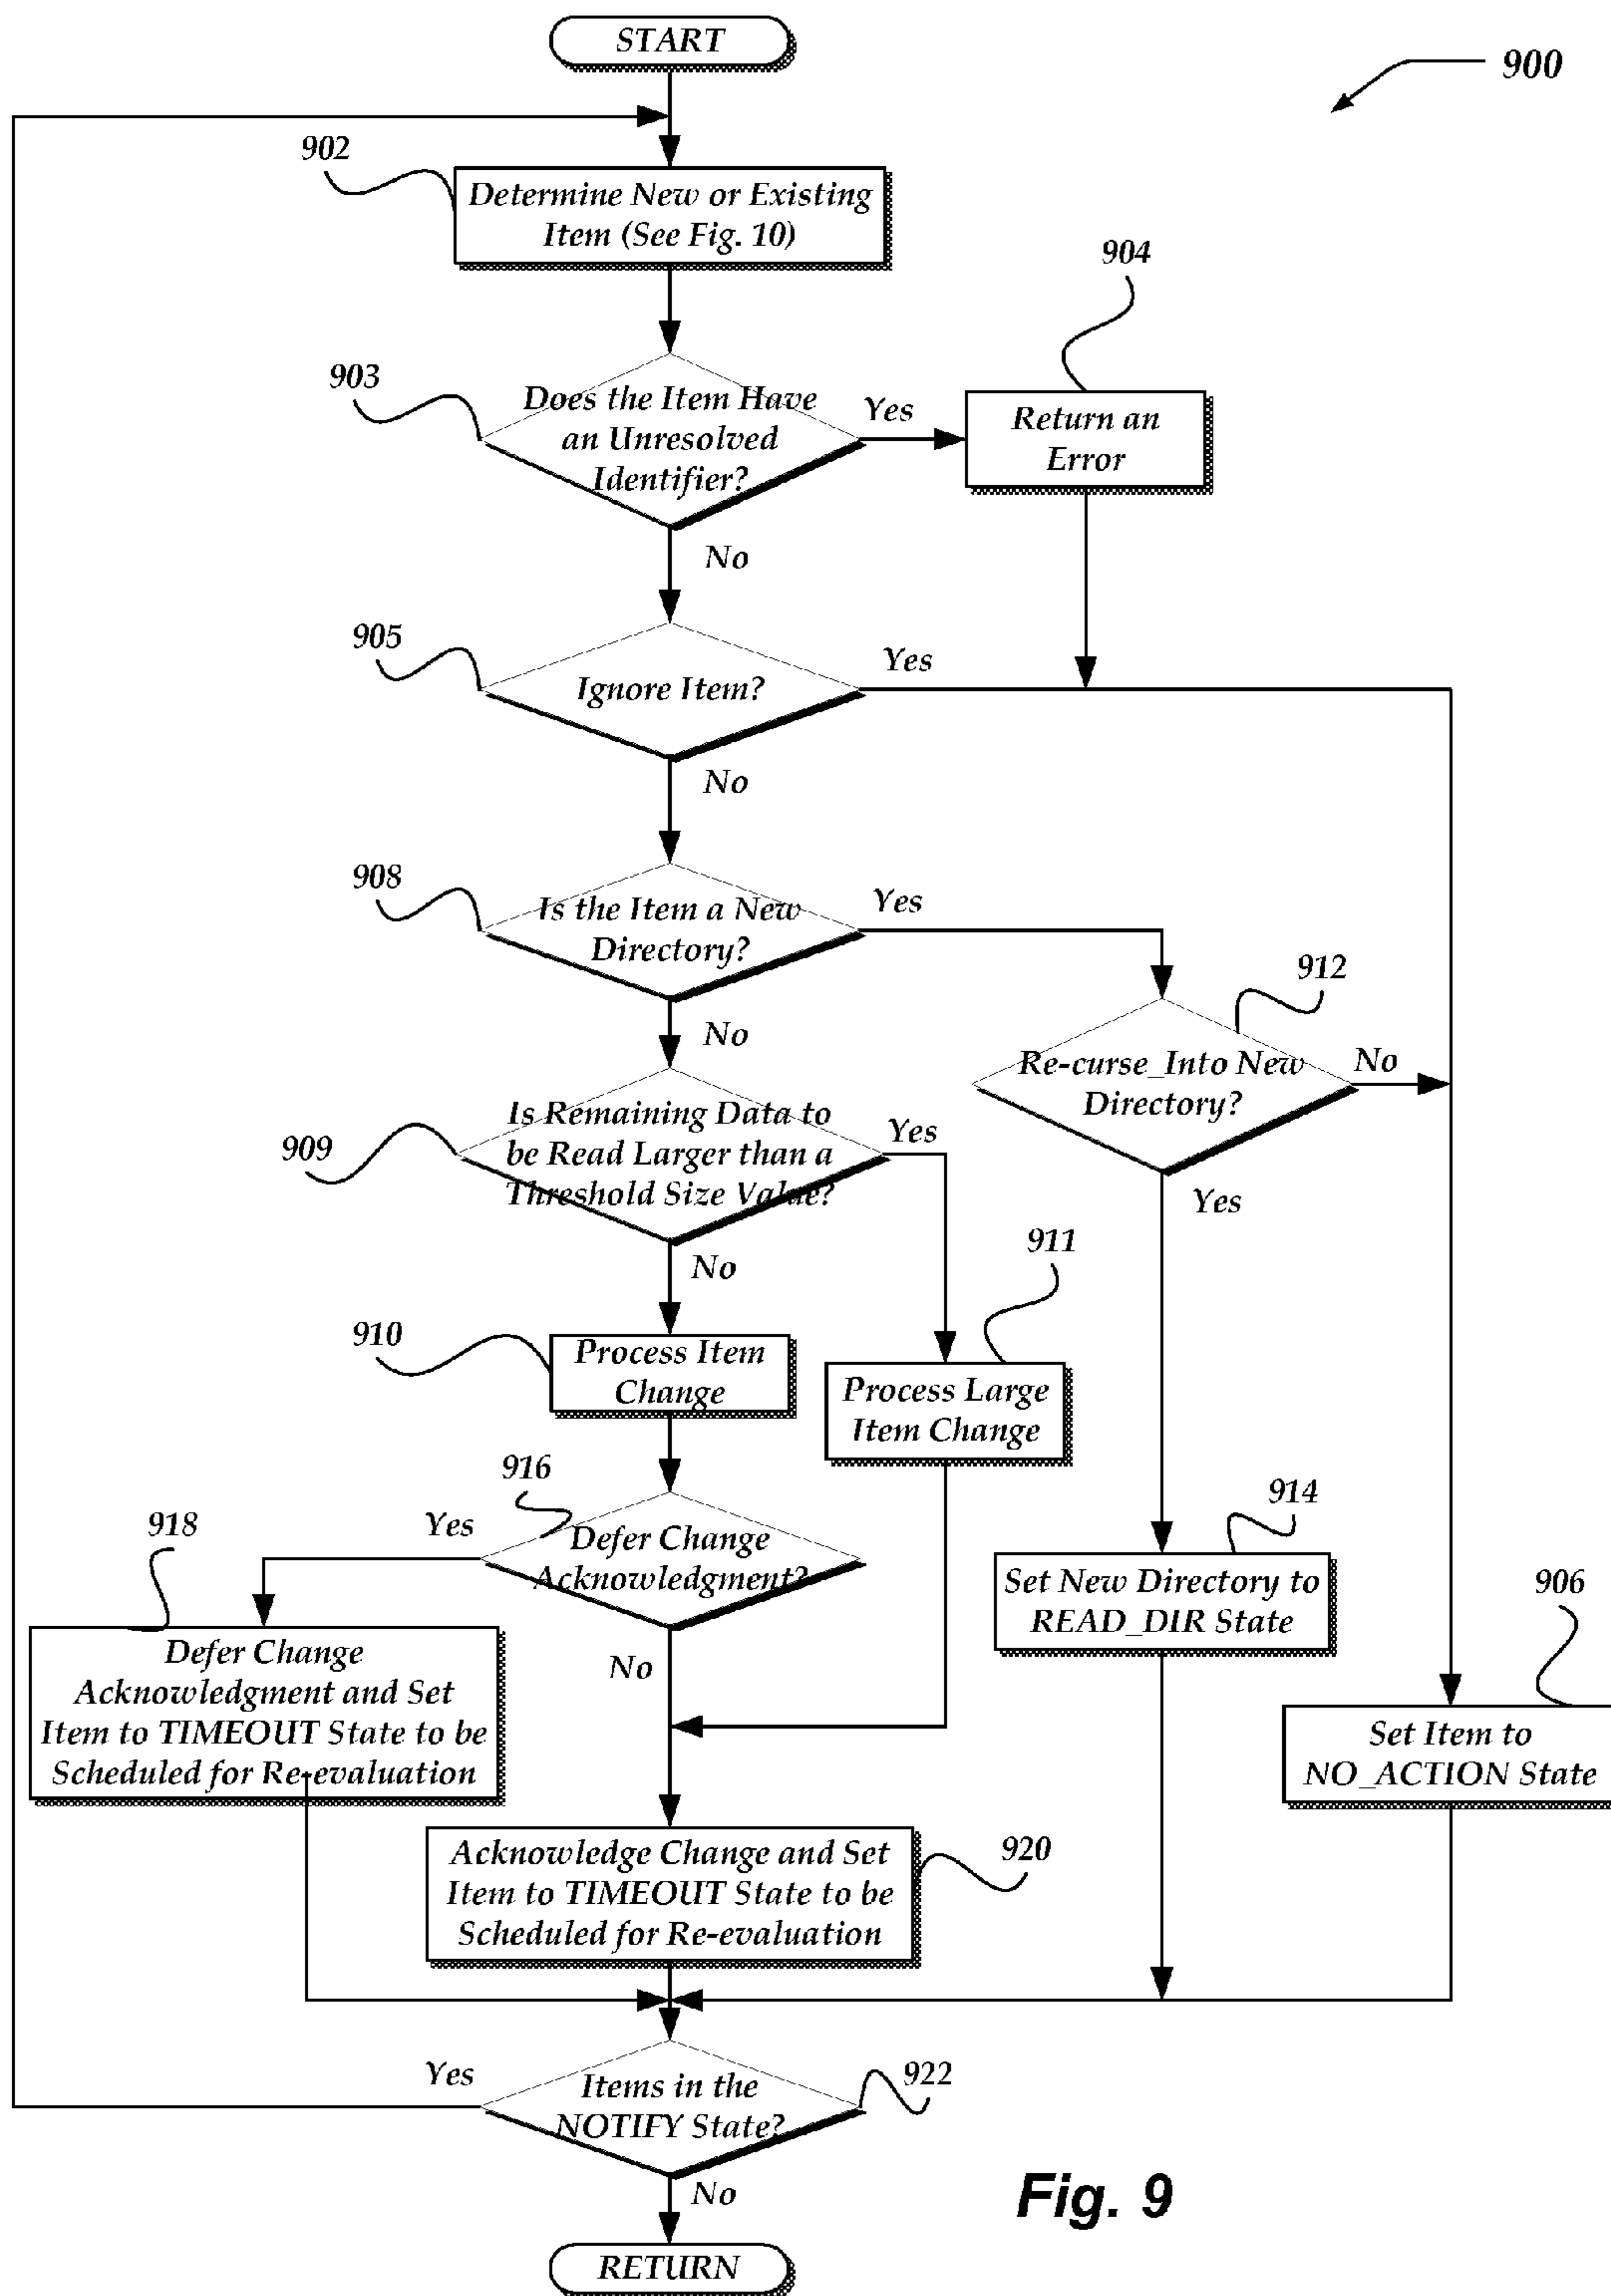 START
900
902
Determine New or Existing
Item (See Fig. 10)
904
903
Does the Item Have
an Unresolved
Identifier?
Yes
Return an
Error
No
905
Ignore Item?
Yes
No
908
Is the Item a New
Directory?
Yes
912
No
Re-curse_Into New
Directory?
No
909
Is Remaining Data to
be Read Larger than a
Threshold Size Value?
Yes
Yes
911
No
910
Process Item
Change
Process Large
Item Change
916
914
918
Yes
Defer Change
Acknowledgment?
Set New Directory to
READ_DIR State
906
Defer Change
Acknowledgment and Set
Item to TIMEOUT State to be
Scheduled for Re-evaluation
No
Set Item to
NO_ACTION State
Acknowledge Change and Set
Item to TIMEOUT State to be
Scheduled for Re-evaluation
920
Yes
Items in the
NOTIFY State?
922
No
Fig. 9
RETURN